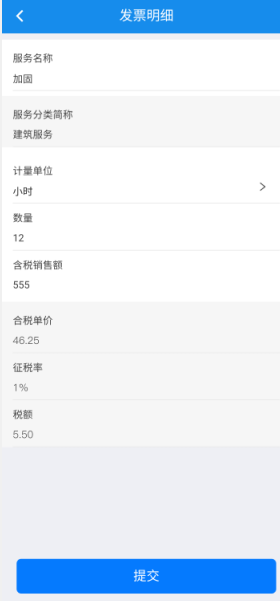 发票明细
服务名称
加固
服务分类简称
建筑服务
计量单位
小时
数量
12
含税销售额
555
含税单价
46.25
征税率
1%
税额
5.50
提交